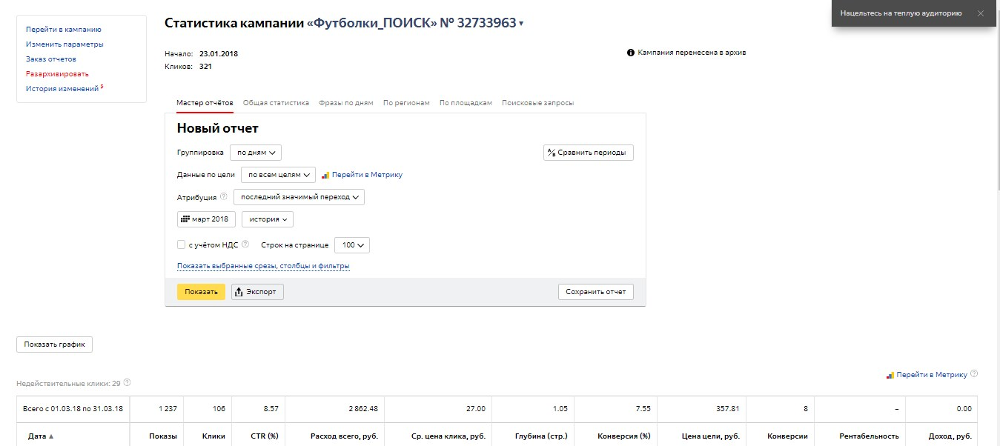 Нацельтесь на теплую аудиторию
Перейти в кампанию
Изменить параметры
Заказ отчетов
Разархивировать
История изменений β
Статистика кампании «Футболки_ПОИСК» № 32733963
Начало: 23.01.2018
Кликов: 321
Кампания перенесена в архив
Мастер отчётов Общая статистика Фразы по дням По регионам По площадкам Поисковые запросы
Новый отчет
Группировка по дням A/B Сравнить периоды
Данные по цели по всем целям Перейти в Метрику
Атрибуция ? последний значимый переход
март 2018 история
с учётом НДС ? Строк на странице 100
Показать выбранные срезы, столбцы и фильтры
Показать Экспорт Сохранить отчет
Показать график
Перейти в Метрику ?
Недействительные клики: 29 ?
Всего с 01.03.18 по 31.03.18 1 237 106 8.57 2 862.48 27.00 1.05 7.55 357.81 8 – 0.00
Дата ▲ Показы Клики CTR (%) Расход всего, руб. Ср. цена клика, руб. Глубина (стр.) Конверсия (%) Цена цели, руб. Конверсии Рентабельность Доход, руб.